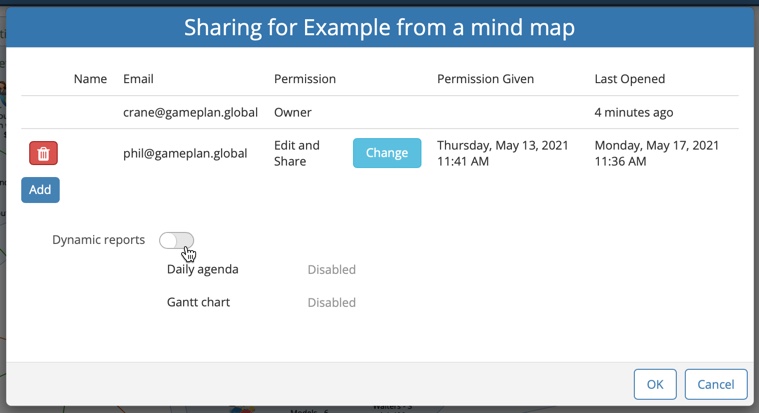 Sharing for Example from a mind map
Name Email Permission Permission Given Last Opened
crane@gameplan.global Owner 4 minutes ago
phil@gameplan.global Edit and Share Change Thursday, May 13, 2021 11:41 AM Monday, May 17, 2021 11:36 AM
Add
Dynamic reports
Daily agenda Disabled
Gantt chart Disabled
OK Cancel